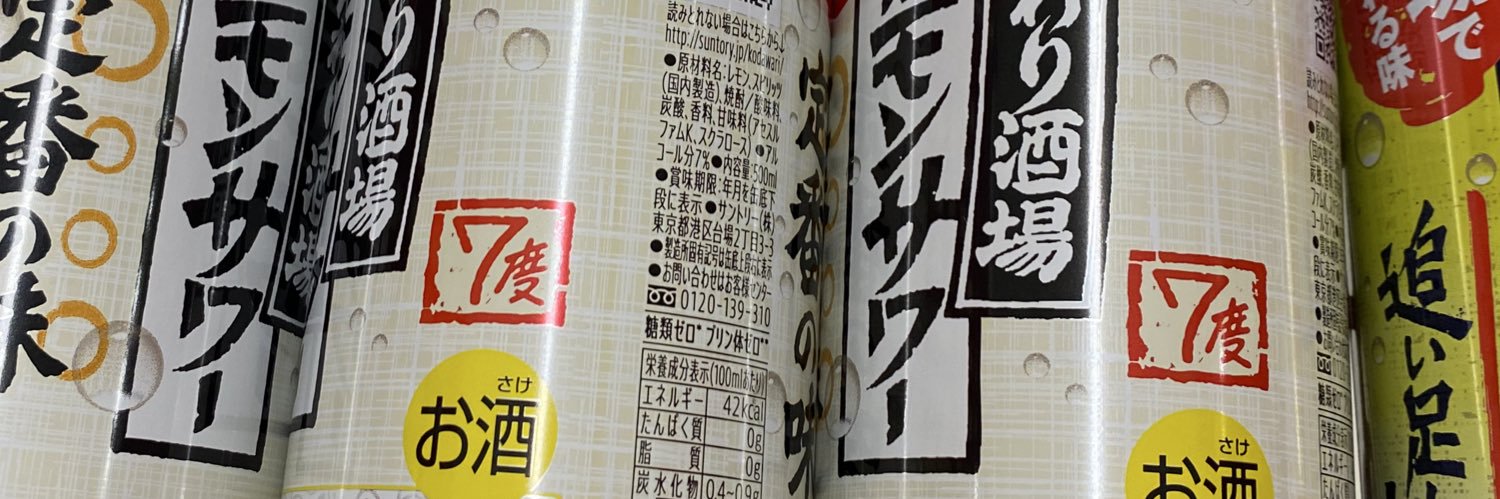 定番の味
モンサワー
り酒場
酒場
7度
さけ
お酒
読みとれない場合はこちらから↓
http://suntory.jp/kodawari/
●原材料名:レモン、スピリッツ
(国内製造)、焼酎/酸味料、
炭酸、香料、甘味料(アセスル
ファムK、スクラロース)●アル
コール分7%●内容量:500ml
●賞味期限:年月を缶底下
段に表示●サントリー(株)
東京都港区台場2丁目3-3
●製造所固有記号は缶底上段右に表示
●お問い合わせはお客様センター
0120-139-310
糖類ゼロ* プリン体ゼロ**
栄養成分表示(100mlあたり)
エネルギー 42kcal
たんぱく質 0g
脂質 0g
炭水化物 0.4~0.9g
定番の味
モンサワー
り酒場
7度
さけ
お酒
で
る味
追い足